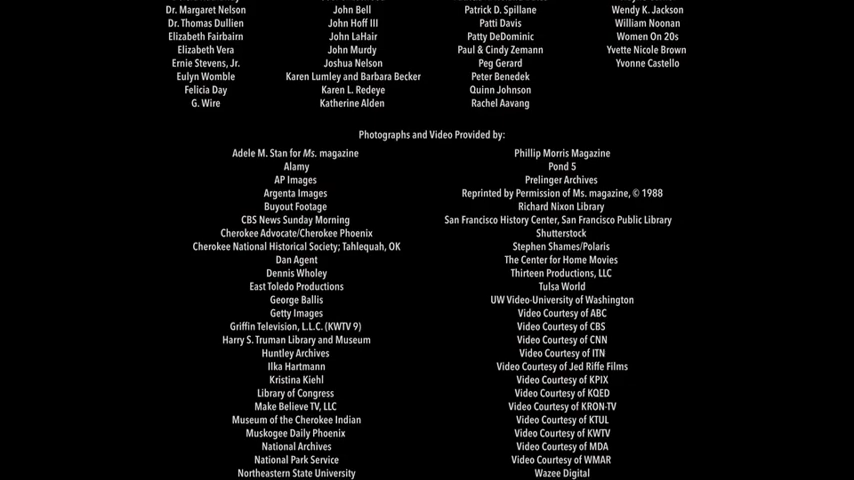 Dr. Margaret Nelson
Dr. Thomas Dullien
Elizabeth Fairbairn
Elizabeth Vera
Ernie Stevens, Jr.
Eulyn Womble
Felicia Day
G. Wire
John Bell
John Hoff III
John LaHair
John Murdy
Joshua Nelson
Karen Lumley and Barbara Becker
Karen L. Redeye
Katherine Alden
Patrick D. Spillane
Patti Davis
Patty DeDominic
Paul & Cindy Zemann
Peg Gerard
Peter Benedek
Quinn Johnson
Rachel Aavang
Wendy K. Jackson
William Noonan
Women On 20s
Yvette Nicole Brown
Yvonne Castello
Photographs and Video Provided by:
Adele M. Stan for Ms. magazine
Alamy
AP Images
Argenta Images
Buyout Footage
CBS News Sunday Morning
Cherokee Advocate/Cherokee Phoenix
Cherokee National Historical Society; Tahlequah, OK
Dan Agent
Dennis Wholey
East Toledo Productions
George Ballis
Getty Images
Griffin Television, L.L.C. (KWTV 9)
Harry S. Truman Library and Museum
Huntley Archives
Ilka Hartmann
Kristina Kiehl
Library of Congress
Make Believe TV, LLC
Museum of the Cherokee Indian
Muskogee Daily Phoenix
National Archives
National Park Service
Northeastern State University
Phillip Morris Magazine
Pond 5
Prelinger Archives
Reprinted by Permission of Ms. magazine, © 1988
Richard Nixon Library
San Francisco History Center, San Francisco Public Library
Shutterstock
Stephen Shames/Polaris
The Center for Home Movies
Thirteen Productions, LLC
Tulsa World
UW Video-University of Washington
Video Courtesy of ABC
Video Courtesy of CBS
Video Courtesy of CNN
Video Courtesy of ITN
Video Courtesy of Jed Riffe Films
Video Courtesy of KPIX
Video Courtesy of KQED
Video Courtesy of KRON-TV
Video Courtesy of KTUL
Video Courtesy of KWTV
Video Courtesy of MDA
Video Courtesy of WMAR
Wazee Digital